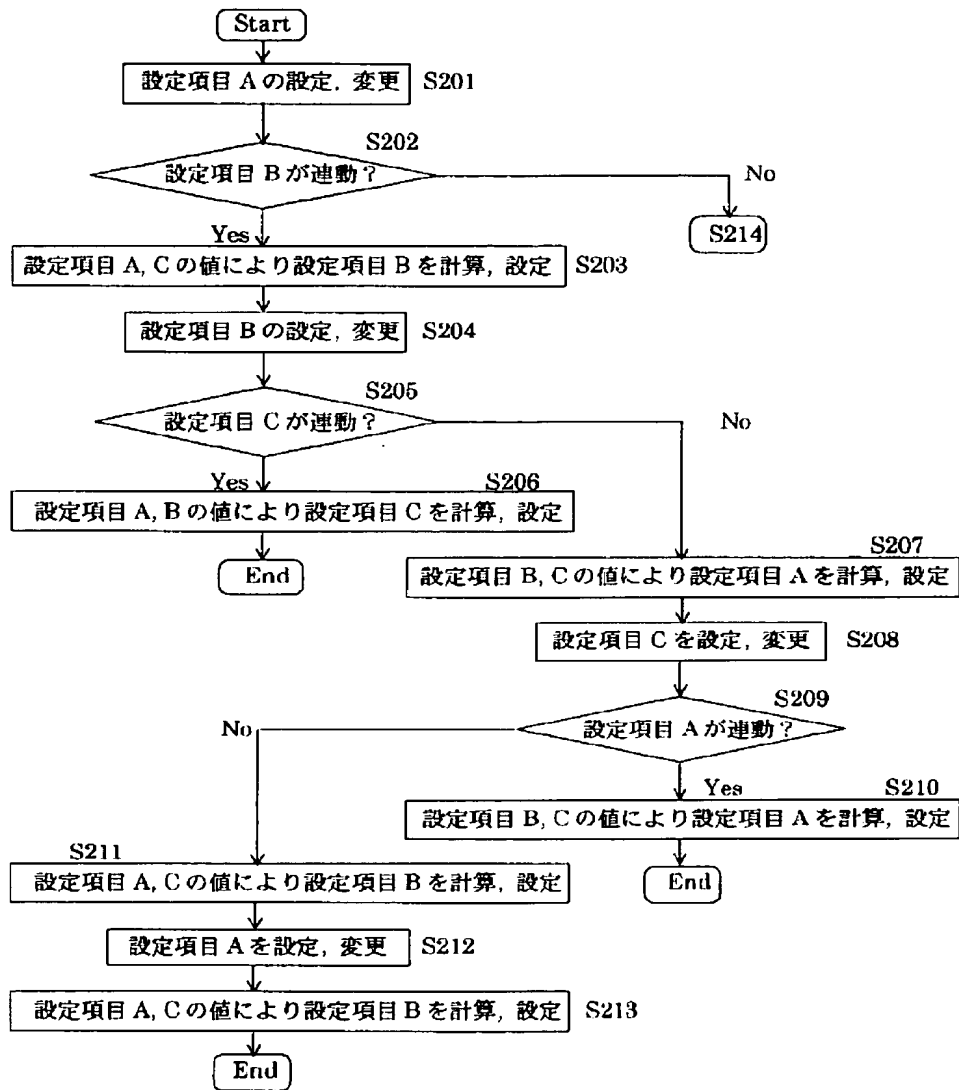 Start
設定項目 A の設定, 変更 S201
S202
設定項目 B が連動？
No
S214
Yes
設定項目 A, C の値により設定項目 B を計算, 設定 S203
設定項目 B の設定, 変更 S204
S205
設定項目 C が連動？
No
Yes
S206
設定項目 A, B の値により設定項目 C を計算, 設定
End
S207
設定項目 B, C の値により設定項目 A を計算, 設定
設定項目 C を設定, 変更 S208
S209
設定項目 A が連動？
No
Yes
S210
設定項目 B, C の値により設定項目 A を計算, 設定
End
S211
設定項目 A, C の値により設定項目 B を計算, 設定
設定項目 A を設定, 変更 S212
設定項目 A, C の値により設定項目 B を計算, 設定 S213
End